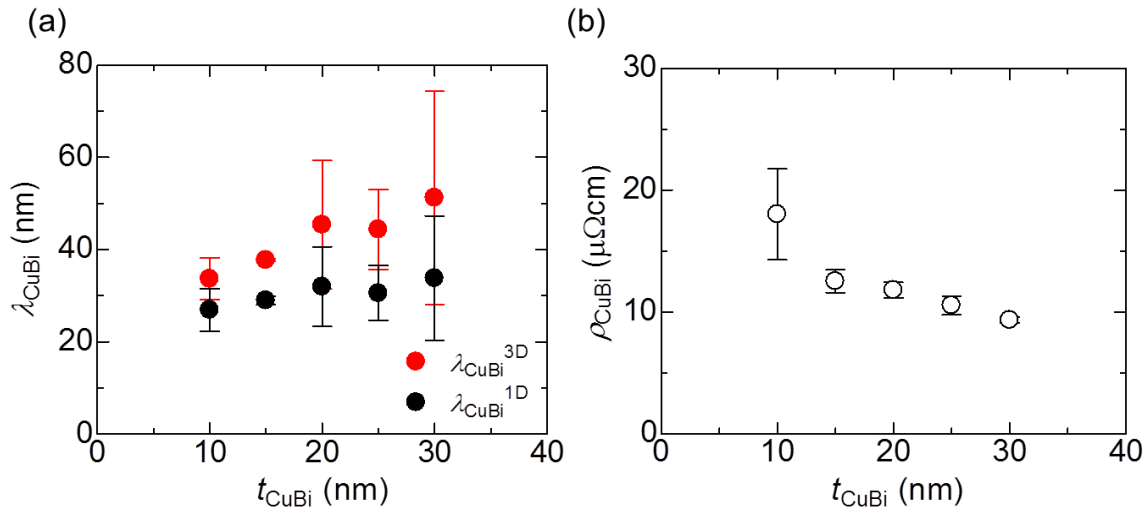 (a)
80
60
40
20
0
0 10 20 30 40
λCuBi (nm)
tCuBi (nm)
λCuBi3D
λCuBi1D
(b)
30
20
10
0
0 10 20 30 40
ρCuBi (μΩcm)
tCuBi (nm)